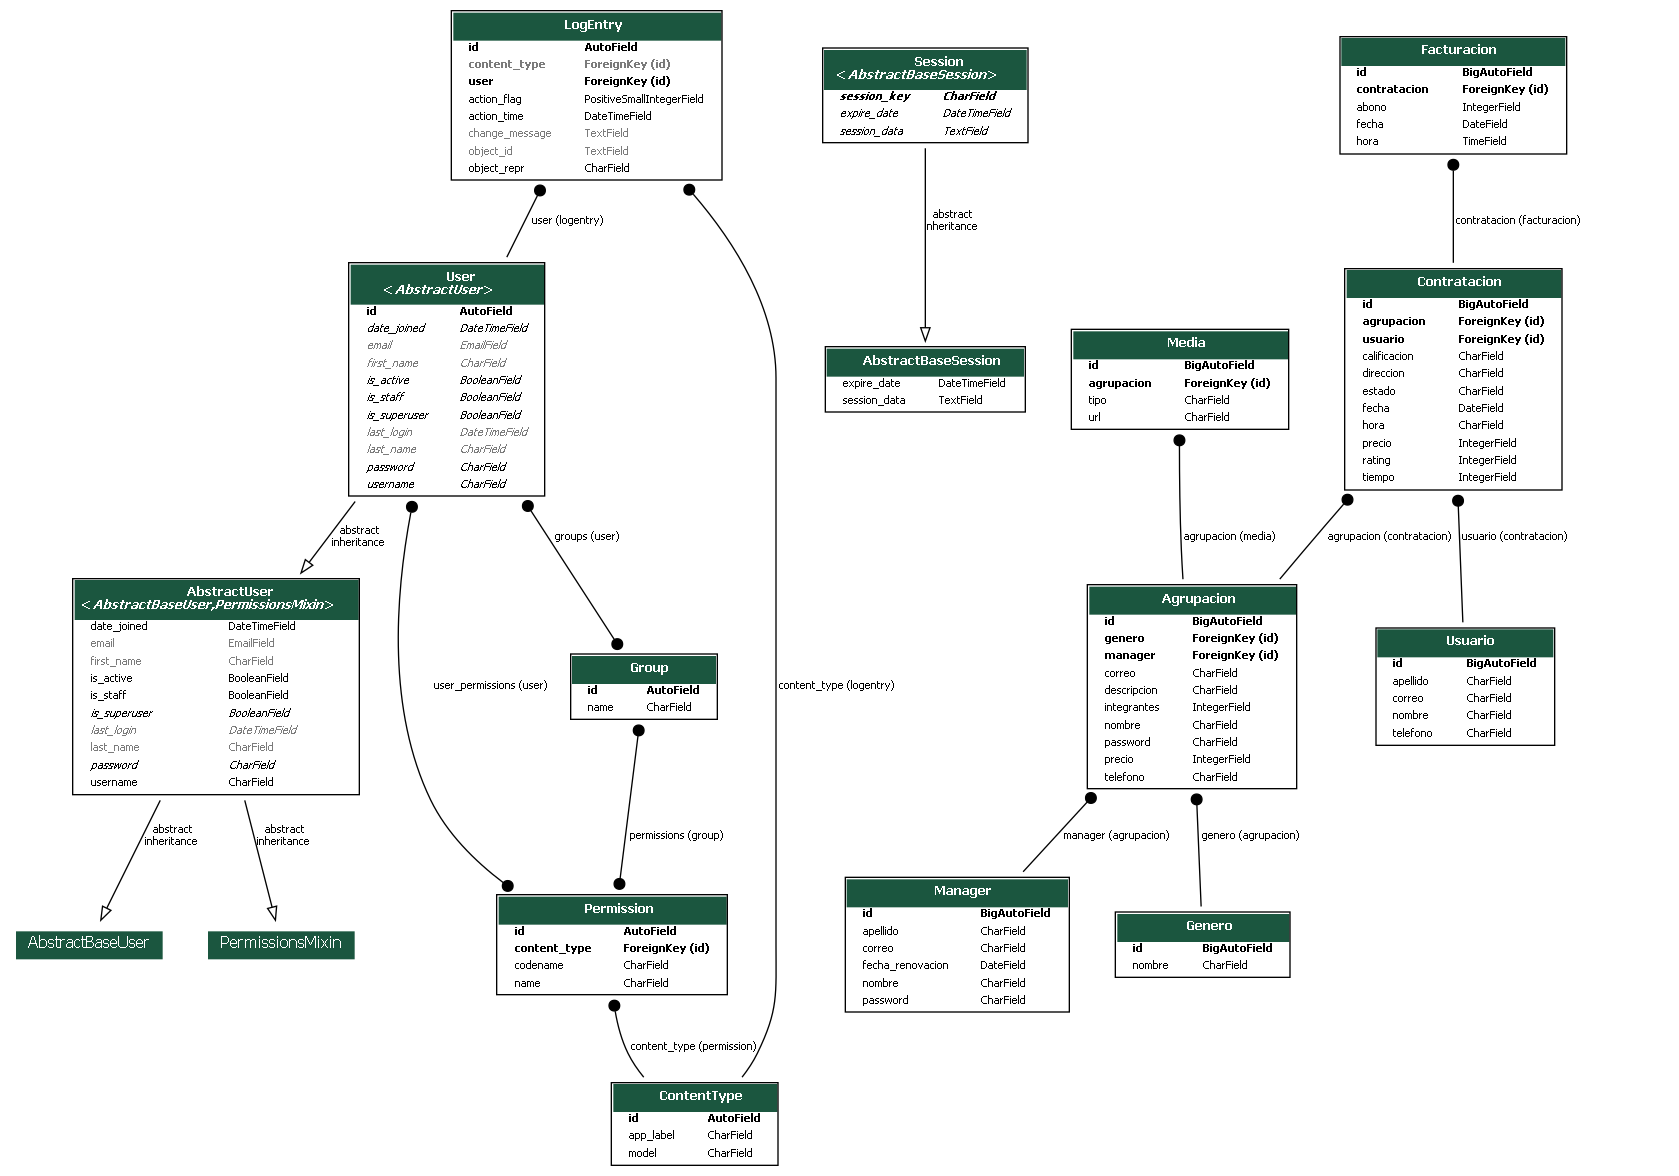 LogEntry
id AutoField
content_type ForeignKey (id)
user ForeignKey (id)
action_flag PositiveSmallIntegerField
action_time DateTimeField
change_message TextField
object_id TextField
object_repr CharField
Session
<AbstractBaseSession>
session_key CharField
expire_date DateTimeField
session_data TextField
Facturacion
id BigAutoField
contratacion ForeignKey (id)
abono IntegerField
fecha DateField
hora TimeField
user (logentry)
abstract
nheritance
contratacion (facturacion)
User
<AbstractUser>
id AutoField
date_joined DateTimeField
email EmailField
first_name CharField
is_active BooleanField
is_staff BooleanField
is_superuser BooleanField
last_login DateTimeField
last_name CharField
password CharField
username CharField
AbstractBaseSession
expire_date DateTimeField
session_data TextField
Media
id BigAutoField
agrupacion ForeignKey (id)
tipo CharField
url CharField
Contratacion
id BigAutoField
agrupacion ForeignKey (id)
usuario ForeignKey (id)
calificacion CharField
direccion CharField
estado CharField
fecha DateField
hora CharField
precio IntegerField
rating IntegerField
tiempo IntegerField
abstract
inheritance
groups (user)
agrupacion (media)
agrupacion (contratacion)
usuario (contratacion)
AbstractUser
<AbstractBaseUser,PermissionsMixin>
date_joined DateTimeField
email EmailField
first_name CharField
is_active BooleanField
is_staff BooleanField
is_superuser BooleanField
last_login DateTimeField
last_name CharField
password CharField
username CharField
user_permissions (user)
Group
id AutoField
name CharField
content_type (logentry)
Agrupacion
id BigAutoField
genero ForeignKey (id)
manager ForeignKey (id)
correo CharField
descripcion CharField
integrantes IntegerField
nombre CharField
password CharField
precio IntegerField
telefono CharField
Usuario
id BigAutoField
apellido CharField
correo CharField
nombre CharField
telefono CharField
abstract
inheritance
abstract
inheritance
permissions (group)
manager (agrupacion)
genero (agrupacion)
AbstractBaseUser
PermissionsMixin
Permission
id AutoField
content_type ForeignKey (id)
codename CharField
name CharField
Manager
id BigAutoField
apellido CharField
correo CharField
fecha_renovacion DateField
nombre CharField
password CharField
Genero
id BigAutoField
nombre CharField
content_type (permission)
ContentType
id AutoField
app_label CharField
model CharField